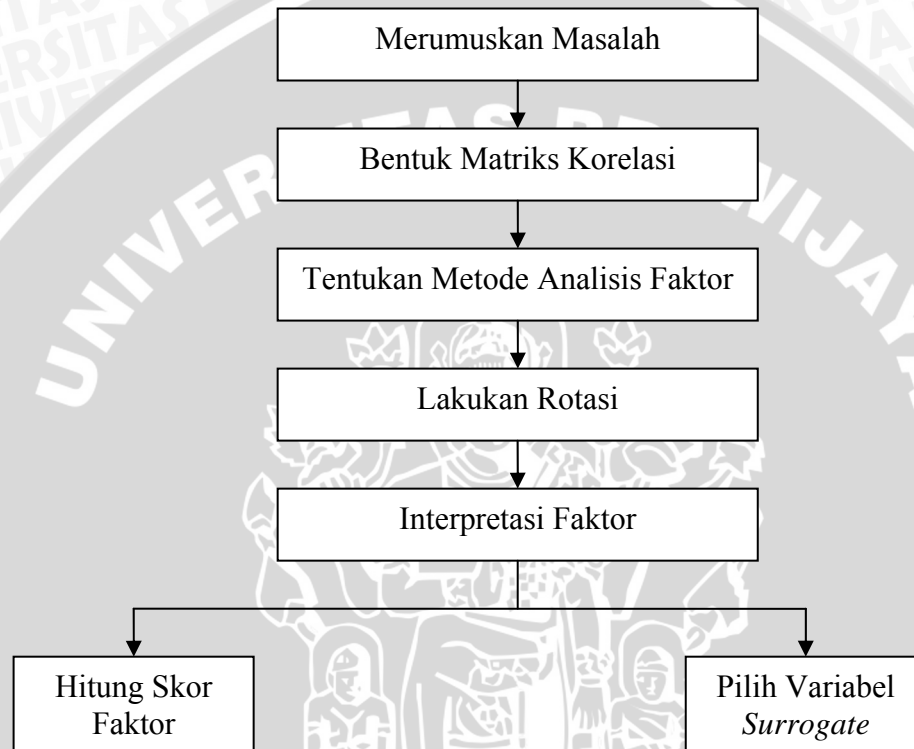 Merumuskan Masalah
Bentuk Matriks Korelasi
Tentukan Metode Analisis Faktor
Lakukan Rotasi
Interpretasi Faktor
Hitung Skor
Faktor
Pilih Variabel
Surrogate